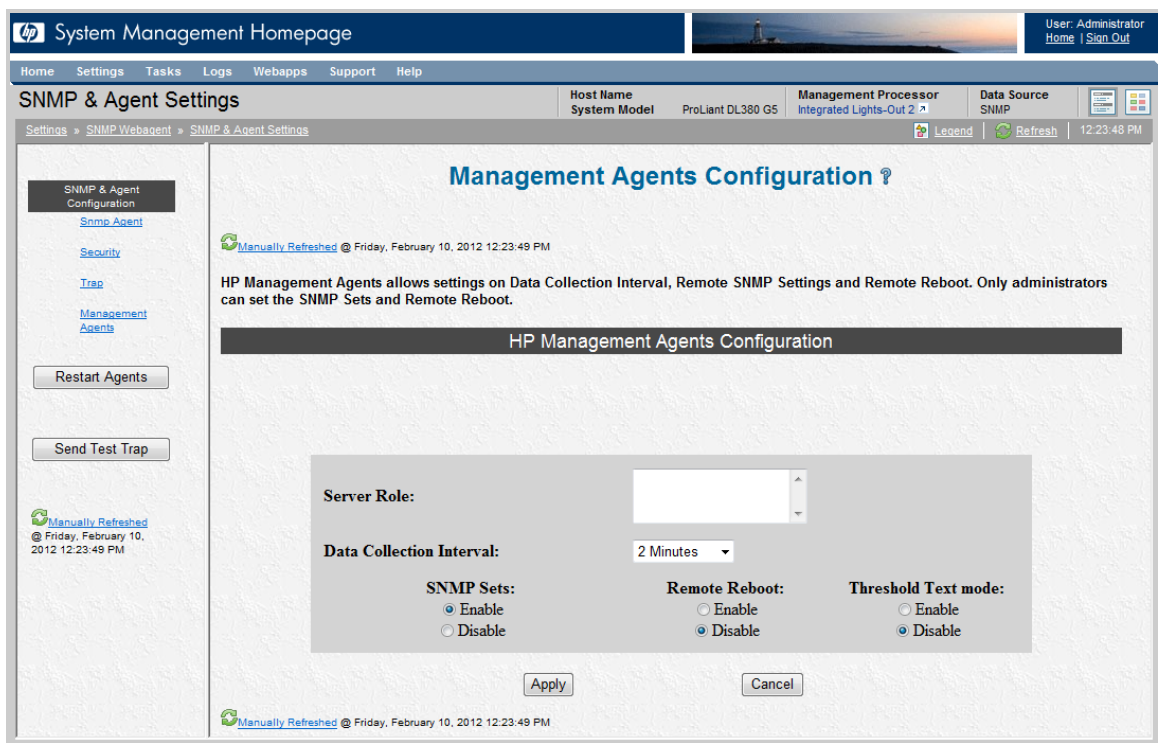 hp System Management Homepage
User: Administrator
Home | Sign Out
Home Settings Tasks Logs Webapps Support Help
SNMP & Agent Settings
Host Name
System Model ProLiant DL380 G5
Management Processor
Integrated Lights-Out 2
Data Source
SNMP
Settings » SNMP Webagent » SNMP & Agent Settings
Legend | Refresh | 12:23:48 PM
SNMP & Agent
Configuration
Snmp Agent
Security
Trap
Management
Agents
Restart Agents
Send Test Trap
Manually Refreshed
@ Friday, February 10,
2012 12:23:49 PM
Management Agents Configuration ?
Manually Refreshed @ Friday, February 10, 2012 12:23:49 PM
HP Management Agents allows settings on Data Collection Interval, Remote SNMP Settings and Remote Reboot. Only administrators
can set the SNMP Sets and Remote Reboot.
HP Management Agents Configuration
Server Role:
Data Collection Interval: 2 Minutes
SNMP Sets: Remote Reboot: Threshold Text mode:
Enable Enable Enable
Disable Disable Disable
Apply Cancel
Manually Refreshed @ Friday, February 10, 2012 12:23:49 PM